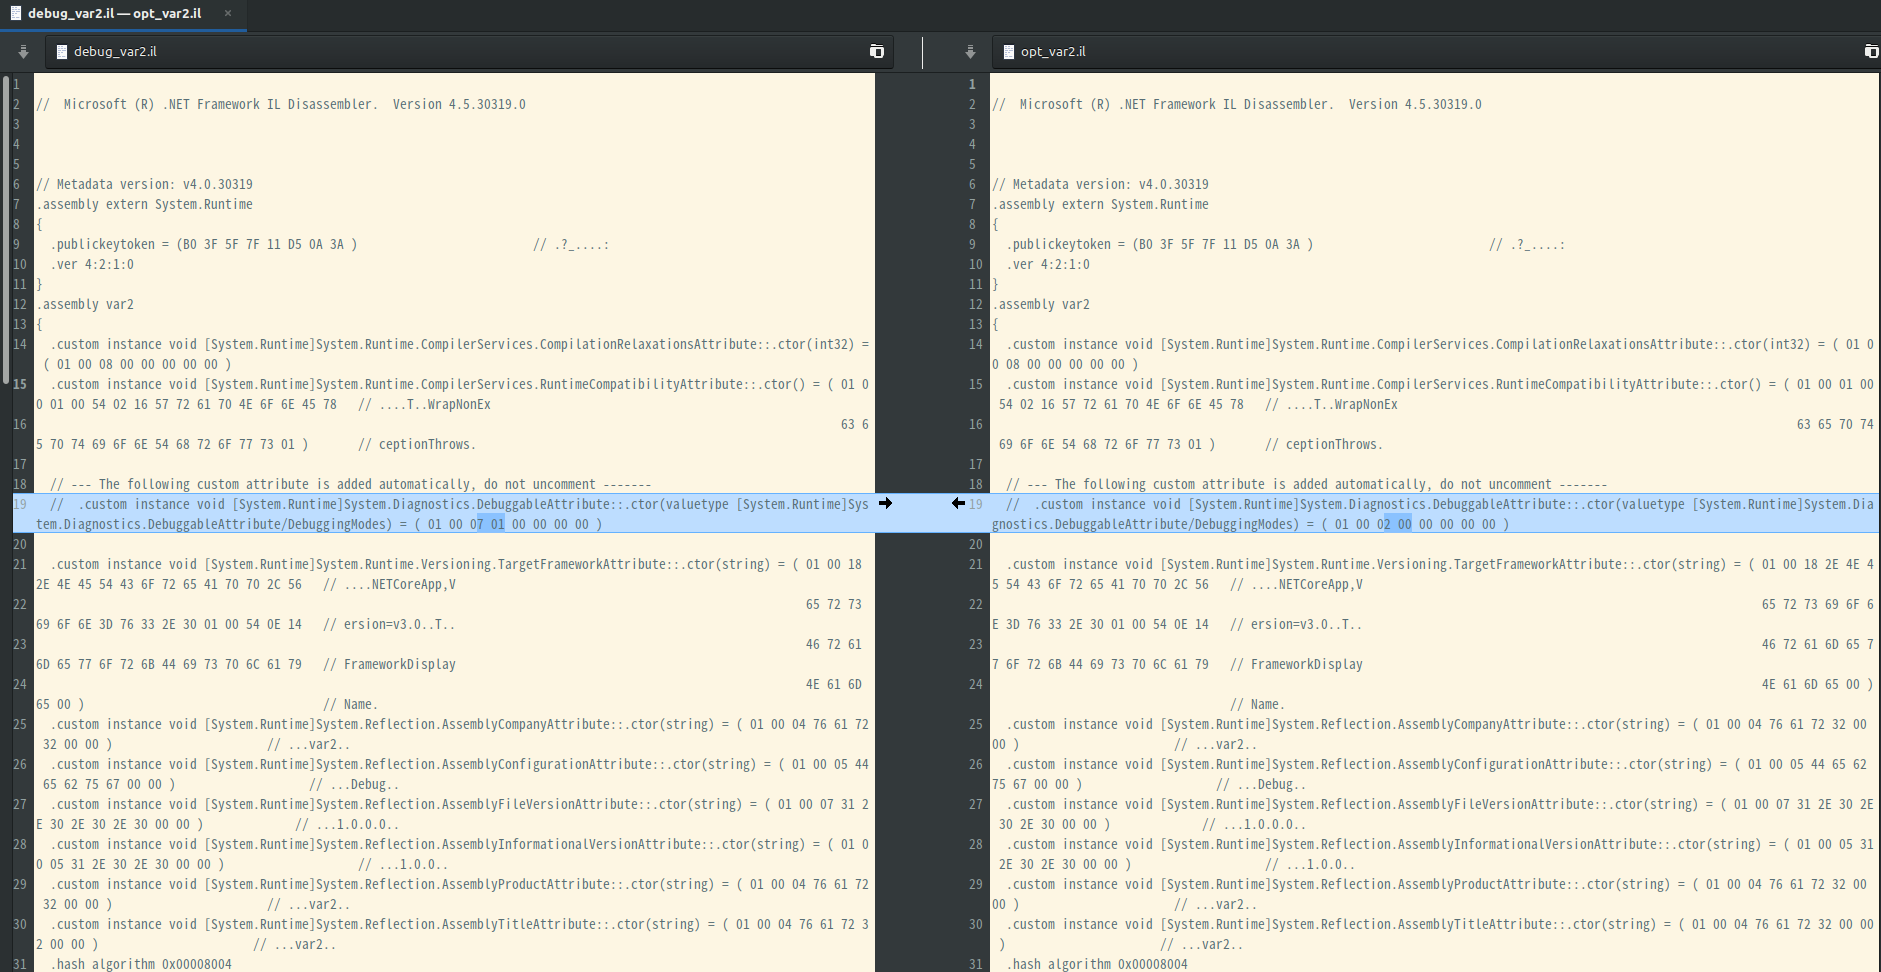 debug_var2.il — opt_var2.il ×
debug_var2.il
1
2 //  Microsoft (R) .NET Framework IL Disassembler.  Version 4.5.30319.0
3
4
5
6 // Metadata version: v4.0.30319
7 .assembly extern System.Runtime
8 {
9   .publickeytoken = (B0 3F 5F 7F 11 D5 0A 3A )                         // .?_....:
10   .ver 4:2:1:0
11 }
12 .assembly var2
13 {
14   .custom instance void [System.Runtime]System.Runtime.CompilerServices.CompilationRelaxationsAttribute::.ctor(int32) =
 ( 01 00 08 00 00 00 00 00 )
15   .custom instance void [System.Runtime]System.Runtime.CompilerServices.RuntimeCompatibilityAttribute::.ctor() = ( 01 0
0 01 00 54 02 16 57 72 61 70 4E 6F 6E 45 78   // ....T..WrapNonEx
16 63 6
5 70 74 69 6F 6E 54 68 72 6F 77 73 01 )       // ceptionThrows.
17
18   // --- The following custom attribute is added automatically, do not uncomment -------
19   //  .custom instance void [System.Runtime]System.Diagnostics.DebuggableAttribute::.ctor(valuetype [System.Runtime]Sys
tem.Diagnostics.DebuggableAttribute/DebuggingModes) = ( 01 00 07 01 00 00 00 00 )
20
21   .custom instance void [System.Runtime]System.Runtime.Versioning.TargetFrameworkAttribute::.ctor(string) = ( 01 00 18
2E 4E 45 54 43 6F 72 65 41 70 70 2C 56   // ....NETCoreApp,V
22 65 72 73
69 6F 6E 3D 76 33 2E 30 01 00 54 0E 14   // ersion=v3.0..T..
23 46 72 61
6D 65 77 6F 72 6B 44 69 73 70 6C 61 79   // FrameworkDisplay
24 4E 61 6D
65 00 )                                  // Name.
25   .custom instance void [System.Runtime]System.Reflection.AssemblyCompanyAttribute::.ctor(string) = ( 01 00 04 76 61 72
 32 00 00 )                      // ...var2..
26   .custom instance void [System.Runtime]System.Reflection.AssemblyConfigurationAttribute::.ctor(string) = ( 01 00 05 44
 65 62 75 67 00 00 )                   // ...Debug..
27   .custom instance void [System.Runtime]System.Reflection.AssemblyFileVersionAttribute::.ctor(string) = ( 01 00 07 31 2
E 30 2E 30 2E 30 00 00 )             // ...1.0.0.0..
28   .custom instance void [System.Runtime]System.Reflection.AssemblyInformationalVersionAttribute::.ctor(string) = ( 01 0
0 05 31 2E 30 2E 30 00 00 )                   // ...1.0.0..
29   .custom instance void [System.Runtime]System.Reflection.AssemblyProductAttribute::.ctor(string) = ( 01 00 04 76 61 72
 32 00 00 )                      // ...var2..
30   .custom instance void [System.Runtime]System.Reflection.AssemblyTitleAttribute::.ctor(string) = ( 01 00 04 76 61 72 3
2 00 00 )                      // ...var2..
31   .hash algorithm 0x00008004
opt_var2.il
1
2 //  Microsoft (R) .NET Framework IL Disassembler.  Version 4.5.30319.0
3
4
5
6 // Metadata version: v4.0.30319
7 .assembly extern System.Runtime
8 {
9   .publickeytoken = (B0 3F 5F 7F 11 D5 0A 3A )                         // .?_....:
10   .ver 4:2:1:0
11 }
12 .assembly var2
13 {
14   .custom instance void [System.Runtime]System.Runtime.CompilerServices.CompilationRelaxationsAttribute::.ctor(int32) = ( 01 0
0 08 00 00 00 00 00 )
15   .custom instance void [System.Runtime]System.Runtime.CompilerServices.RuntimeCompatibilityAttribute::.ctor() = ( 01 00 01 00
 54 02 16 57 72 61 70 4E 6F 6E 45 78   // ....T..WrapNonEx
16 63 65 70 74
 69 6F 6E 54 68 72 6F 77 73 01 )       // ceptionThrows.
17
18   // --- The following custom attribute is added automatically, do not uncomment -------
19   //  .custom instance void [System.Runtime]System.Diagnostics.DebuggableAttribute::.ctor(valuetype [System.Runtime]System.Dia
gnostics.DebuggableAttribute/DebuggingModes) = ( 01 00 02 00 00 00 00 00 )
20
21   .custom instance void [System.Runtime]System.Runtime.Versioning.TargetFrameworkAttribute::.ctor(string) = ( 01 00 18 2E 4E 4
5 54 43 6F 72 65 41 70 70 2C 56   // ....NETCoreApp,V
22 65 72 73 69 6F 6
E 3D 76 33 2E 30 01 00 54 0E 14   // ersion=v3.0..T..
23 46 72 61 6D 65 7
7 6F 72 6B 44 69 73 70 6C 61 79   // FrameworkDisplay
24 4E 61 6D 65 00 )
                                  // Name.
25   .custom instance void [System.Runtime]System.Reflection.AssemblyCompanyAttribute::.ctor(string) = ( 01 00 04 76 61 72 32 00
00 )                      // ...var2..
26   .custom instance void [System.Runtime]System.Reflection.AssemblyConfigurationAttribute::.ctor(string) = ( 01 00 05 44 65 62
75 67 00 00 )                   // ...Debug..
27   .custom instance void [System.Runtime]System.Reflection.AssemblyFileVersionAttribute::.ctor(string) = ( 01 00 07 31 2E 30 2E
 30 2E 30 00 00 )             // ...1.0.0.0..
28   .custom instance void [System.Runtime]System.Reflection.AssemblyInformationalVersionAttribute::.ctor(string) = ( 01 00 05 31
 2E 30 2E 30 00 00 )                   // ...1.0.0..
29   .custom instance void [System.Runtime]System.Reflection.AssemblyProductAttribute::.ctor(string) = ( 01 00 04 76 61 72 32 00
00 )                      // ...var2..
30   .custom instance void [System.Runtime]System.Reflection.AssemblyTitleAttribute::.ctor(string) = ( 01 00 04 76 61 72 32 00 00
 )                      // ...var2..
31   .hash algorithm 0x00008004